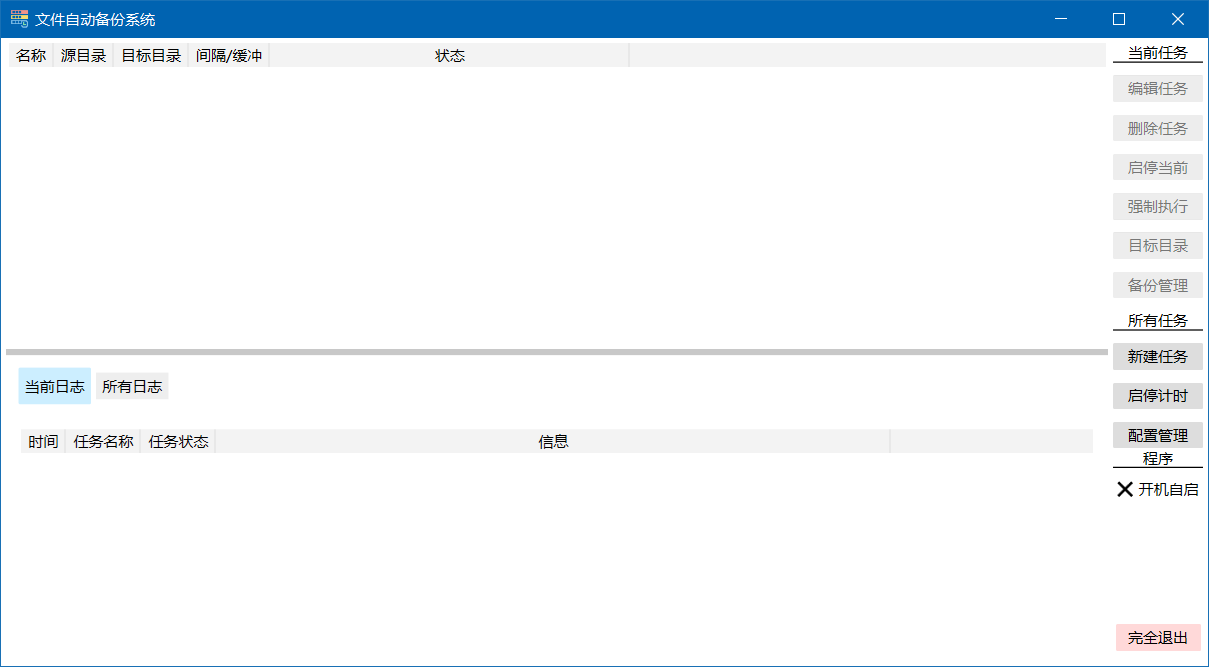 文件自动备份系统
名称 源目录 目标目录 间隔/缓冲 状态
当前任务
编辑任务
删除任务
启停当前
强制执行
目标目录
备份管理
所有任务
新建任务
启停计时
配置管理
程序
开机自启
当前日志 所有日志
时间 任务名称 任务状态 信息
完全退出